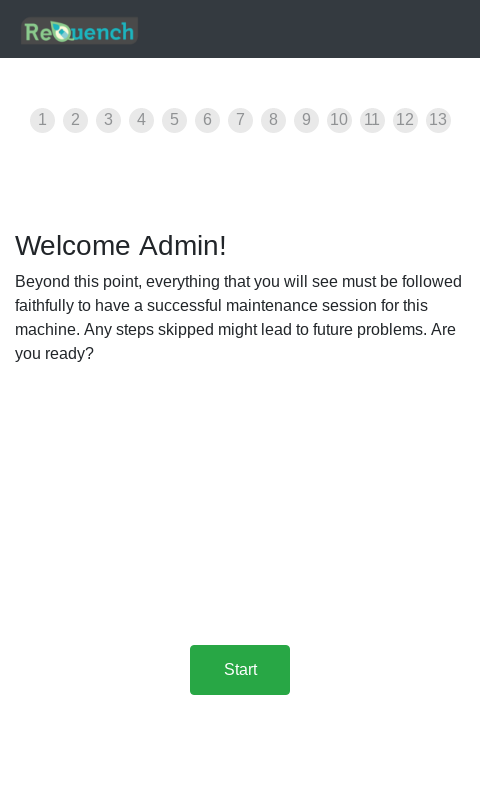 ReQuench
1 2 3 4 5 6 7 8 9 10 11 12 13
Welcome Admin!
Beyond this point, everything that you will see must be followed
faithfully to have a successful maintenance session for this
machine. Any steps skipped might lead to future problems. Are
you ready?
Start